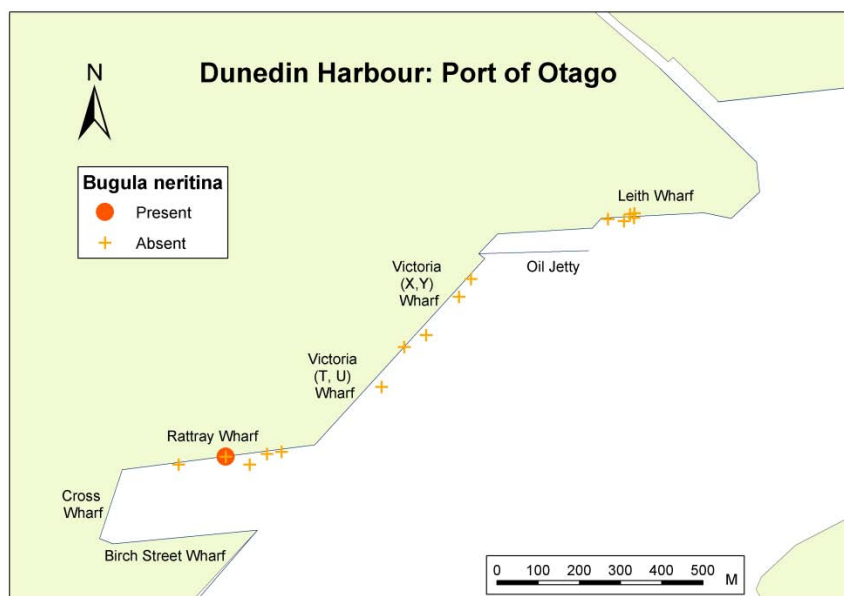 Dunedin Harbour: Port of Otago
N
Bugula neritina
Present
Absent
Leith Wharf
Oil Jetty
Victoria
(X,Y)
Wharf
Victoria
(T, U)
Wharf
Rattray Wharf
Cross
Wharf
Birch Street Wharf
0 100 200 300 400 500
M